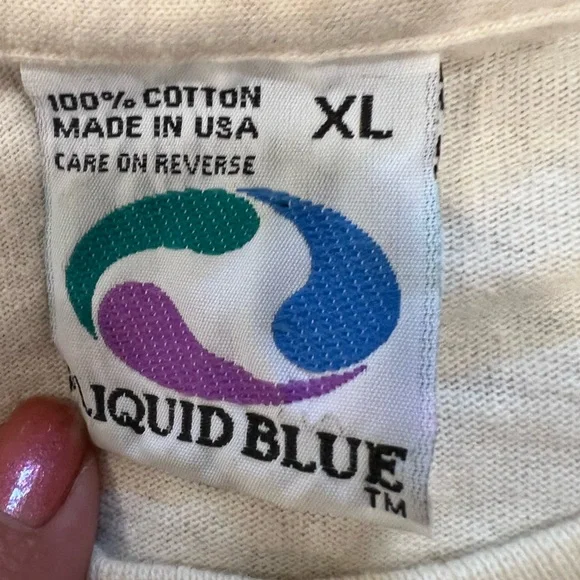 100% COTTON
MADE IN USA
XL
CARE ON REVERSE
LIQUID BLUE
TM